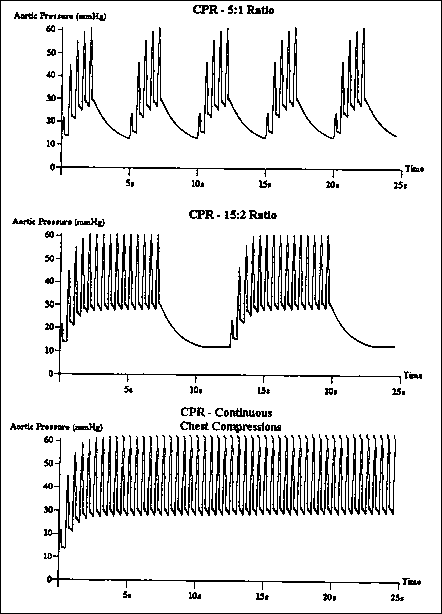 CPR - 5:1 Ratio
Aortic Pressure (mmHg)
60
50
40
30
20
10
0
Time
5s
10s
15s
20s
25s
CPR - 15:2 Ratio
Aortic Pressure (mmHg)
60
50
40
30
20
10
0
Time
5s
10s
15s
20s
25s
CPR - Continuous
Chest Compressions
Aortic Pressure (mmHg)
60
50
40
30
20
10
0
Time
5s
10s
15s
20s
25s